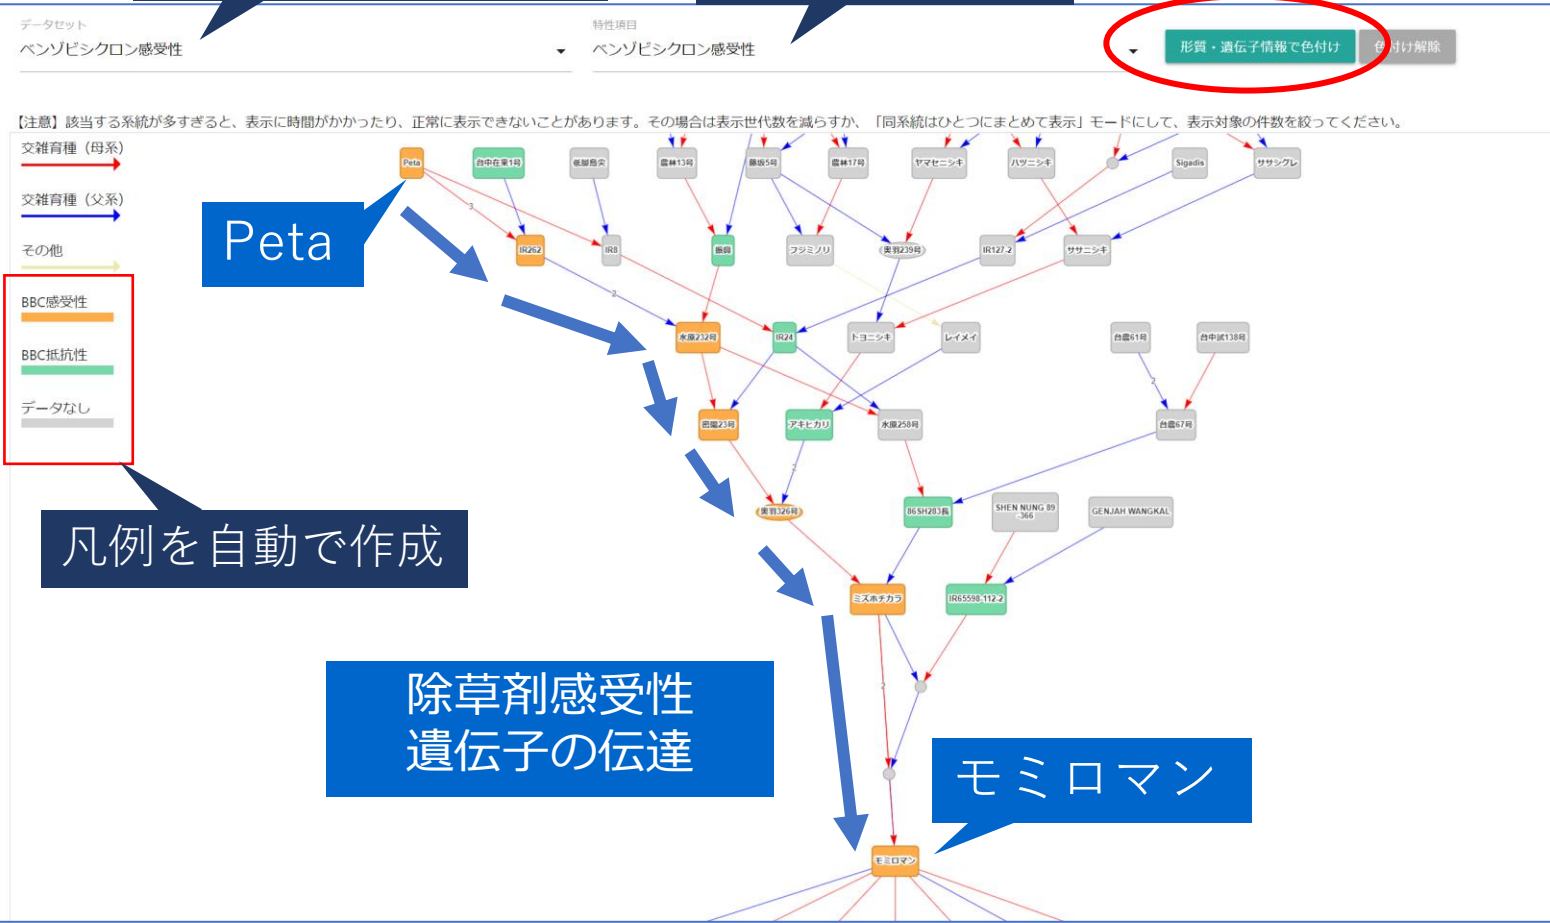 データセット
ベンゾビシクロン感受性
特性項目
ベンゾビシクロン感受性
形質・遺伝子情報で色付け
色付け解除
【注意】該当する系統が多すぎると、表示に時間がかかったり、正常に表示できないことがあります。その場合は表示世代数を減らすか、「同系統はひとつにまとめて表示」モードにして、表示対象の件数を絞ってください。
交雑育種（母系）
交雑育種（父系）
その他
BBC感受性
BBC抵抗性
データなし
凡例を自動で作成
Peta
Peta
台中在来1号
低脚烏尖
農林13号
藤坂5号
農林17号
ヤマセニシキ
ハツニシキ
Sigadis
ササシグレ
3
IR262
IR8
振興
フジミノリ
(奥羽239号)
IR127-2
ササニシキ
2
水原232号
IR24
トヨニシキ
レイメイ
台農61号
台中試138号
2
密陽23号
アキヒカリ
水原258号
台農67号
2
(奥羽326号)
86SH283長
SHEN NUNG 89
-366
GENJAH WANGKAL
ミズホチカラ
IR65598-112-2
2
除草剤感受性
遺伝子の伝達
モミロマン
モミロマン